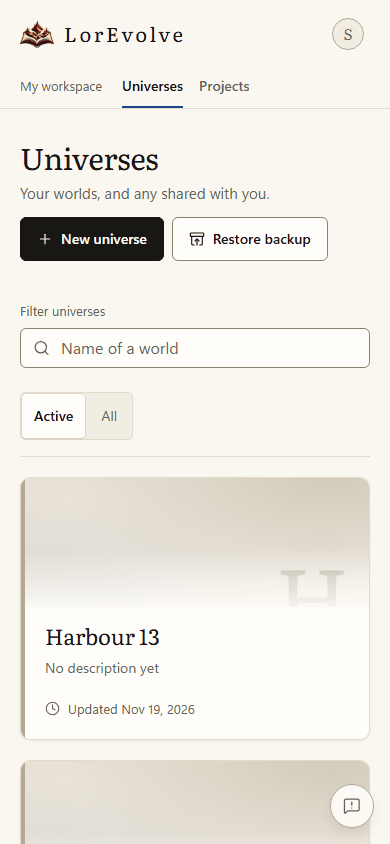 LorEvolve
S
My workspace Universes Projects
Universes
Your worlds, and any shared with you.
New universe Restore backup
Filter universes
Name of a world
Active All
H
Harbour 13
No description yet
Updated Nov 19, 2026